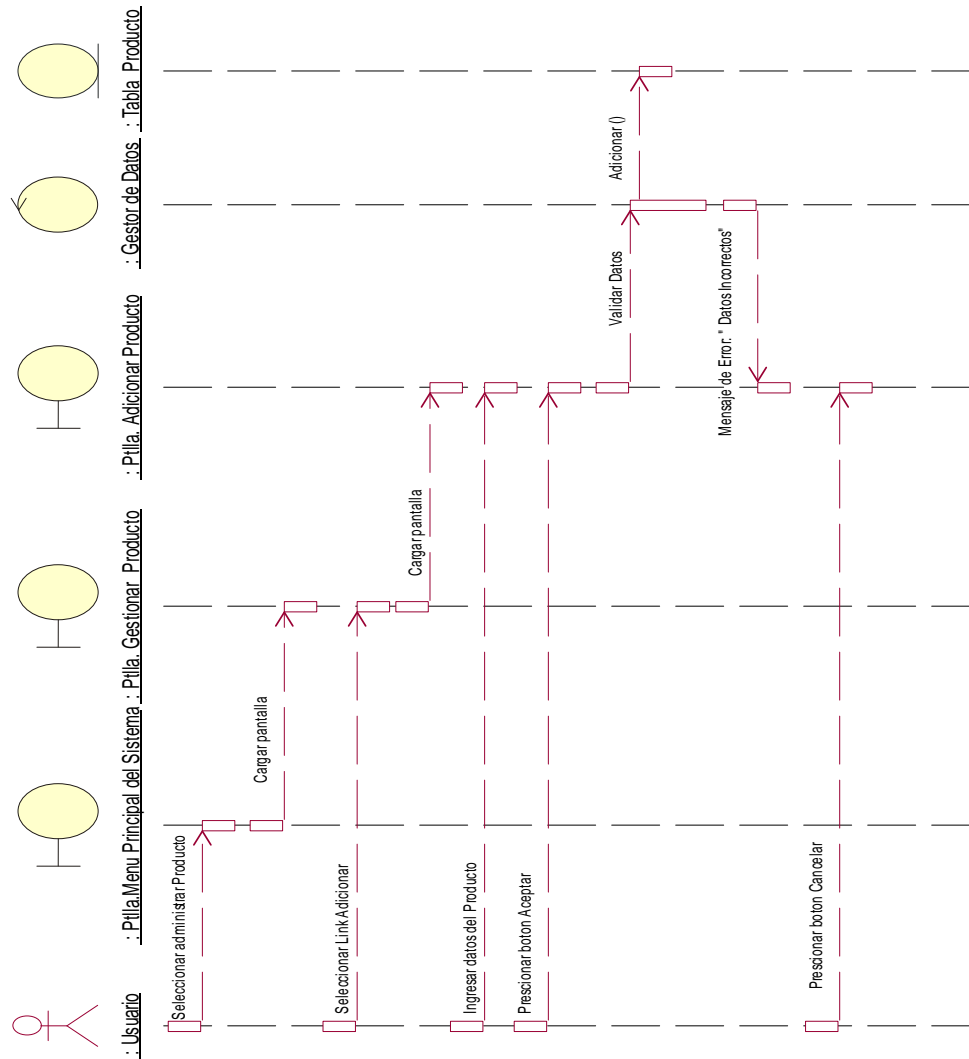 : Usuario
: Ptlla.Menu Principal del Sistema
: Ptlla. Gestionar Producto
: Ptlla. Adicionar Producto
: Gestor de Datos
: Tabla Producto
Seleccionar administrar Producto
Cargar pantalla
Seleccionar Link Adicionar
Cargar pantalla
Ingresar datos del Producto
Prescionar boton Aceptar
Validar Datos
Adicionar ()
Mensaje de Error: " Datos Incorrectos"
Prescionar boton Cancelar